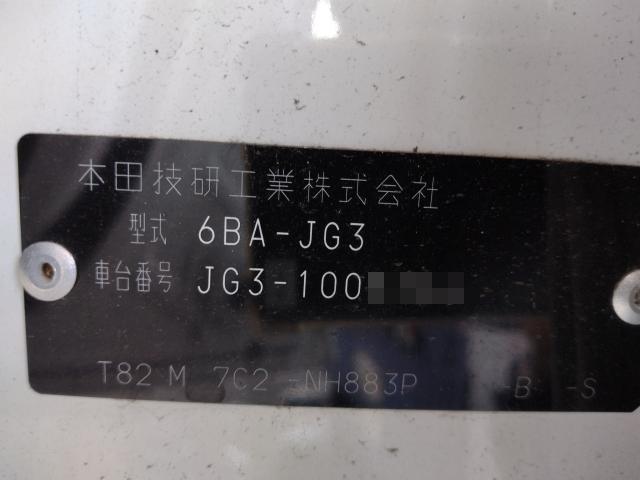 本田技研工業株式会社
型式 6BA-JG3
車台番号 JG3-100
T82 M 7C2 -NH883P -B -S